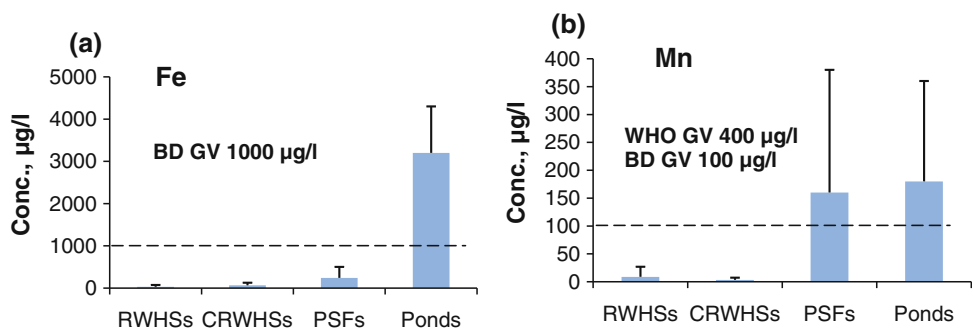 (a)
Fe
5000
4000
3000
2000
1000
0
Conc., µg/l
BD GV 1000 µg/l
RWHSs CRWHSs PSFs Ponds
(b)
Mn
400
350
300
250
200
150
100
50
0
Conc., µg/l
WHO GV 400 µg/l
BD GV 100 µg/l
RWHSs CRWHSs PSFs Ponds